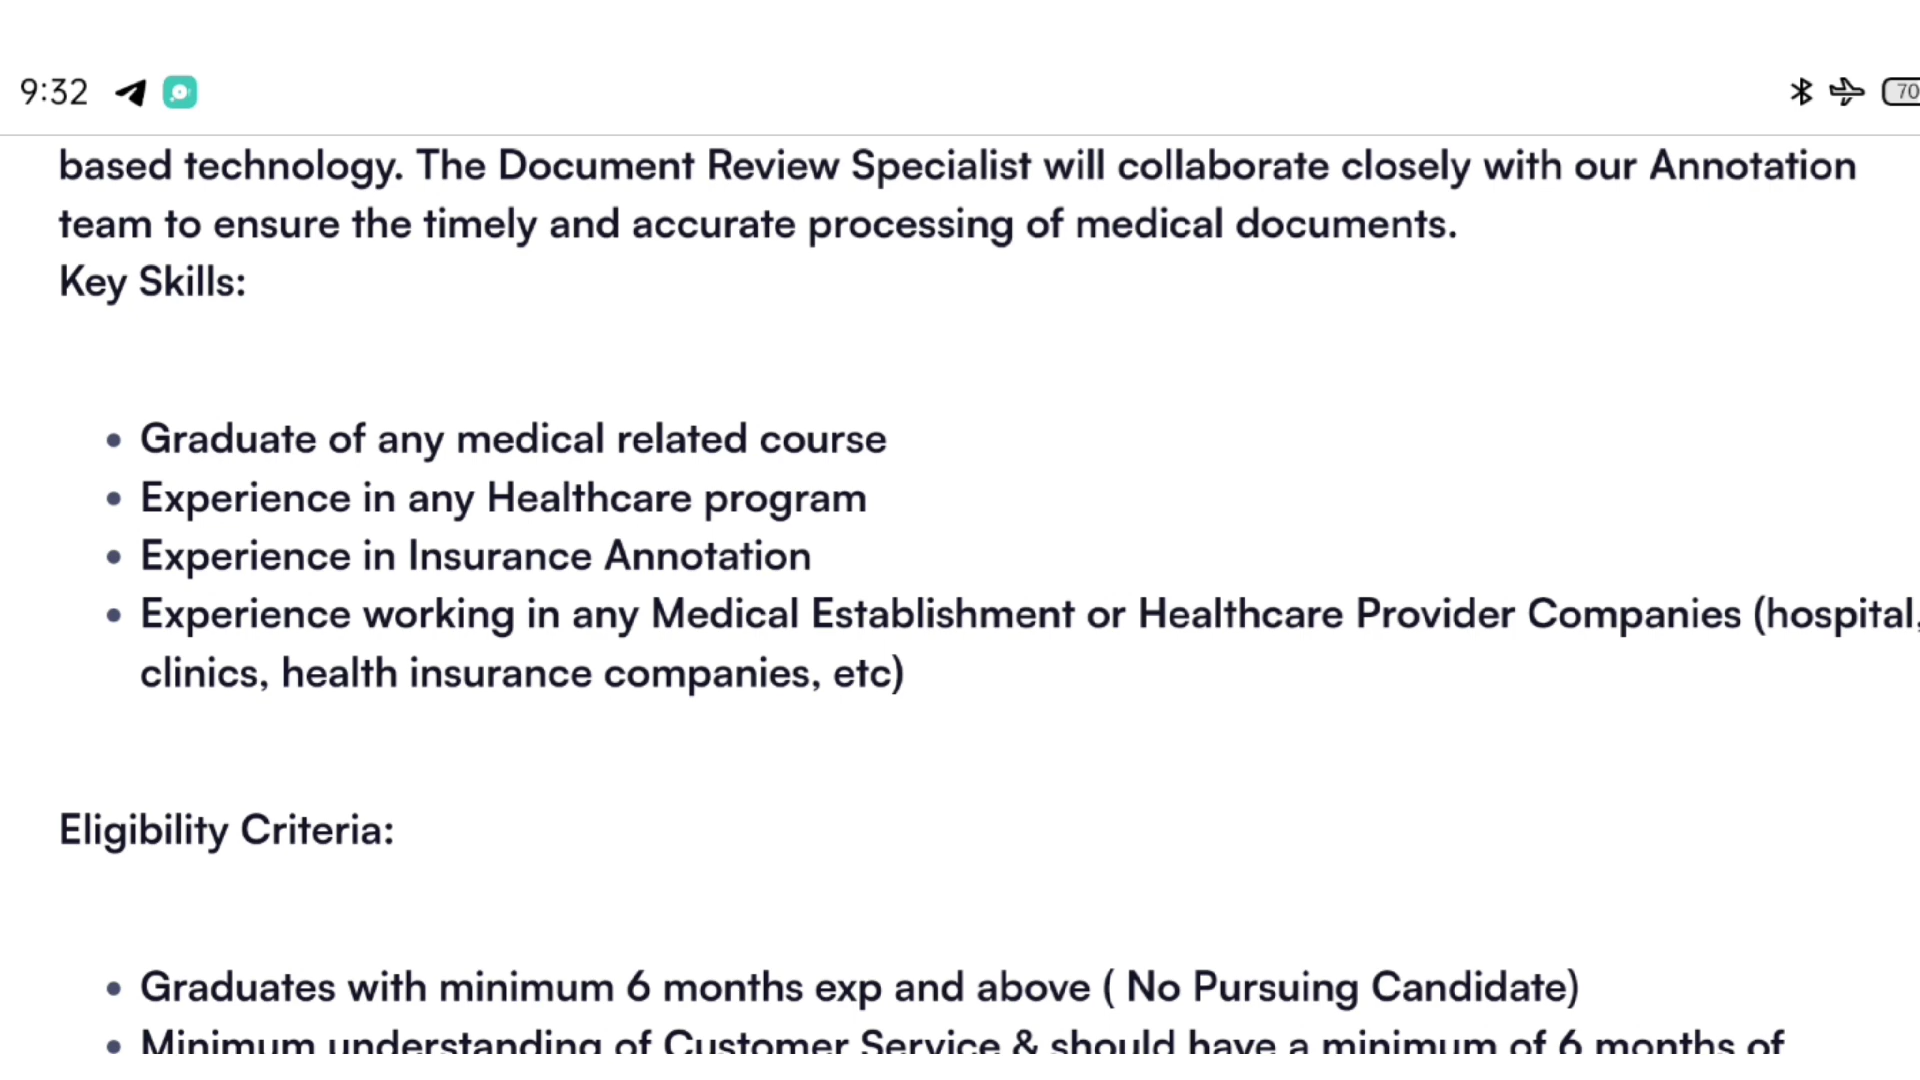 9:32
70
based technology. The Document Review Specialist will collaborate closely with our Annotation
team to ensure the timely and accurate processing of medical documents.
Key Skills:
Graduate of any medical related course
Experience in any Healthcare program
Experience in Insurance Annotation
Experience working in any Medical Establishment or Healthcare Provider Companies (hospital,
clinics, health insurance companies, etc)
Eligibility Criteria:
Graduates with minimum 6 months exp and above ( No Pursuing Candidate)
Minimum understanding of Customer Service & should have a minimum of 6 months of